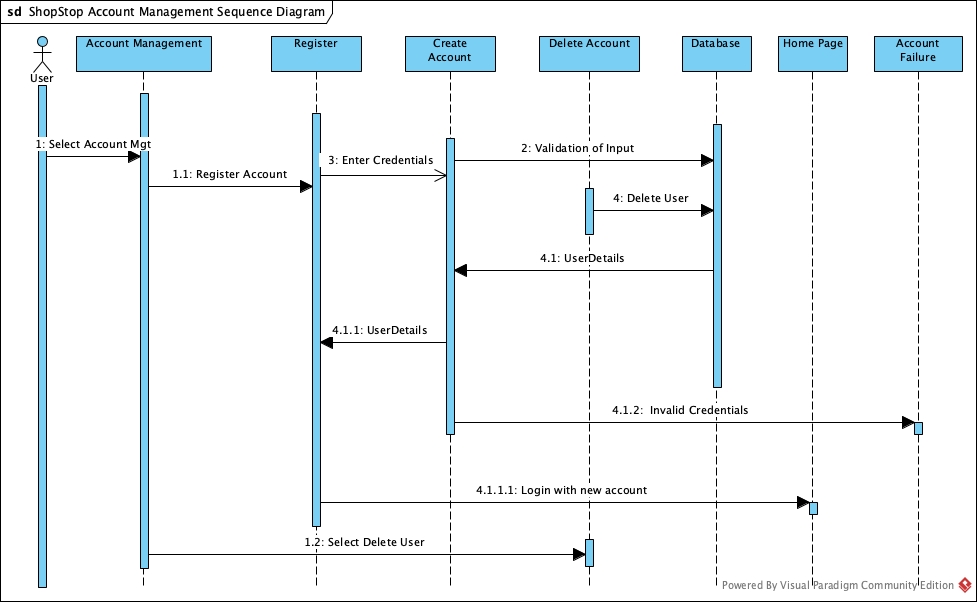 sd ShopStop Account Management Sequence Diagram
User
Account Management
Register
Create
Account
Delete Account
Database
Home Page
Account
Failure
1: Select Account Mgt
2: Validation of Input
3: Enter Credentials
1.1: Register Account
4: Delete User
4.1: UserDetails
4.1.1: UserDetails
4.1.2: Invalid Credentials
4.1.1.1: Login with new account
1.2: Select Delete User
Powered By Visual Paradigm Community Edition